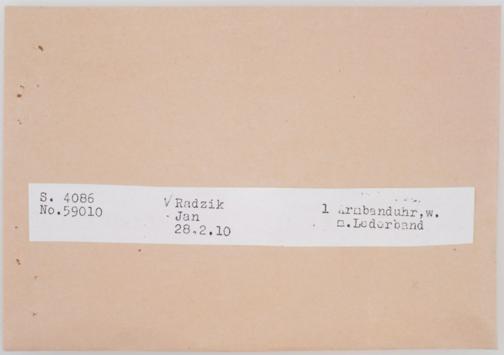 S. 4086
No.59010
Radzik
Jan
28.2.10
1 Armbanduhr,w.
m.Lederband